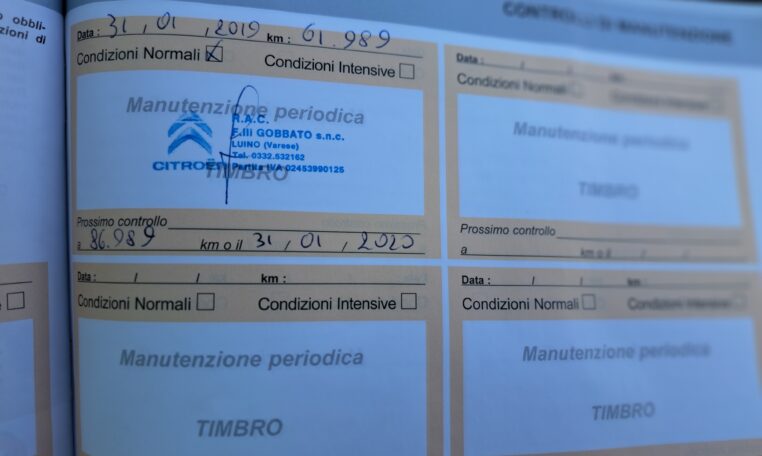 o obbli-
zioni di
CONTROLLI DI MANUTENZIONE
Data : 31 , 01 , 2019 km : 61.989
Condizioni Normali
Condizioni Intensive
Manutenzione periodica
R.A.C.
F.lli GOBBATO s.n.c.
LUINO (Varese)
Tel. 0332.532162
CITROËN Partita IVA 02453990125
TIMBRO
Prossimo controllo
a 86.989 km o il 31 , 01 , 2020
Data : / /
Condizioni Normali
Condizioni Intensive
Manutenzione periodica
TIMBRO
Prossimo controllo
a km o il / /
Data : / / km :
Condizioni Normali Condizioni Intensive
Manutenzione periodica
TIMBRO
Data : / / km :
Condizioni Normali Condizioni Intensive
Manutenzione periodica
TIMBRO